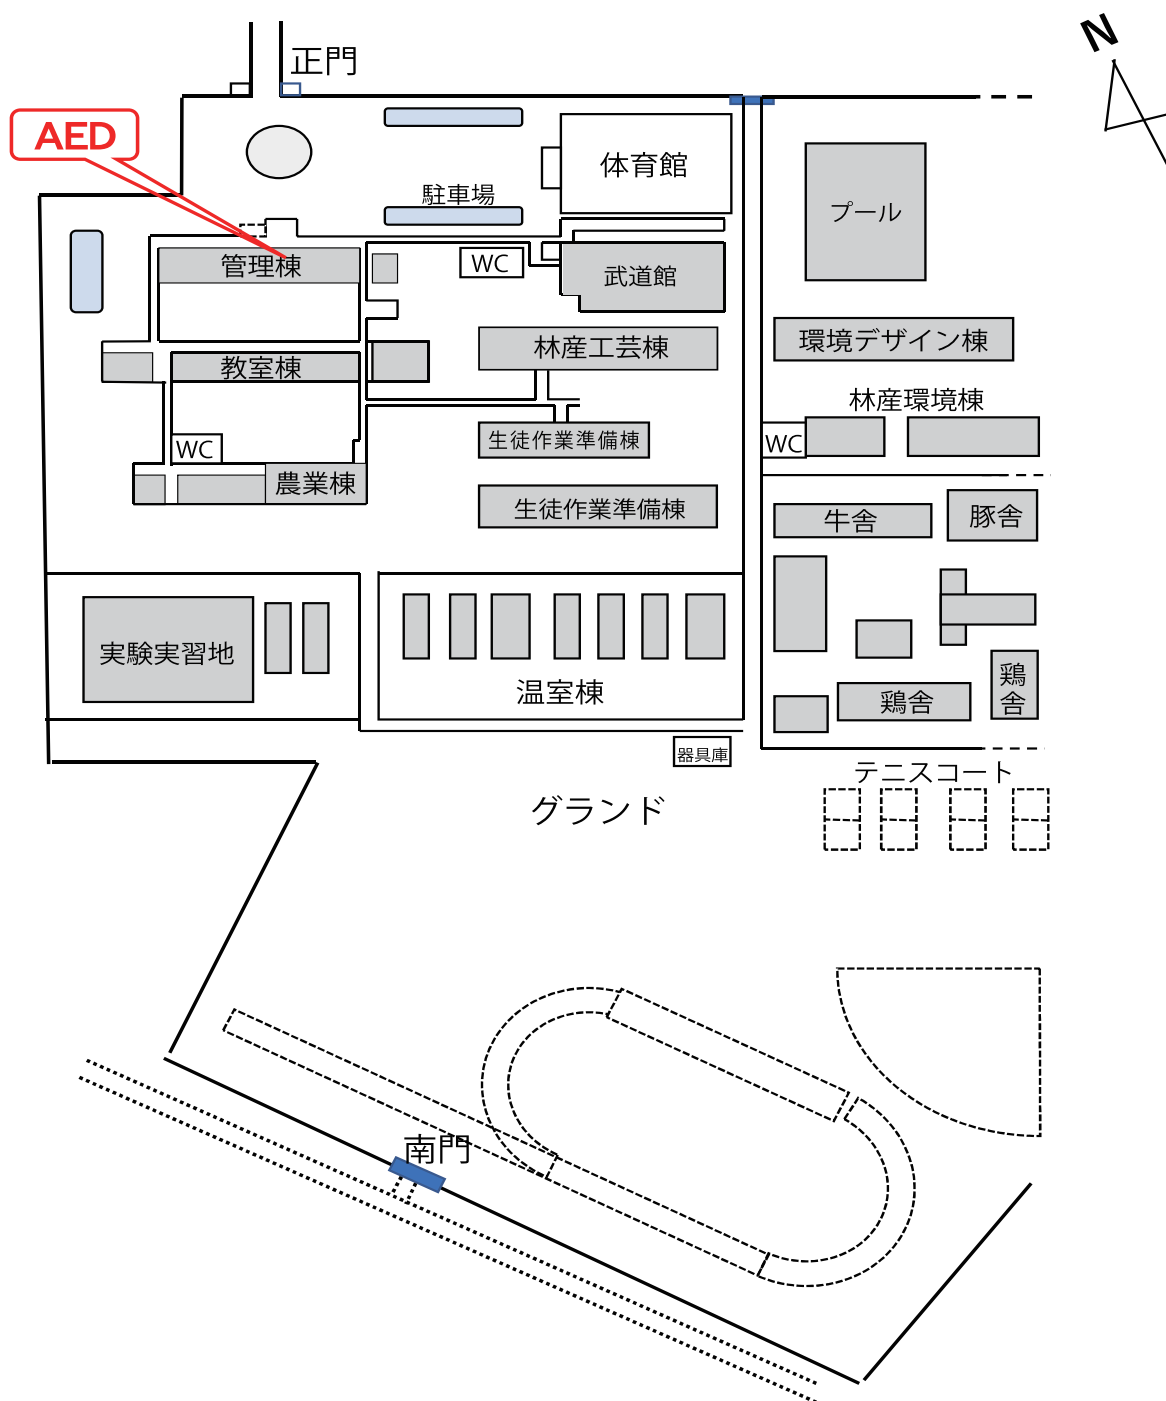 N
正門
AED
体育館
駐車場
プール
管理棟
WC
武道館
環境デザイン棟
林産工芸棟
教室棟
林産環境棟
WC
生徒作業準備棟
WC
農業棟
生徒作業準備棟
牛舎
豚舎
実験実習地
温室棟
鶏舎
鶏
舎
器具庫
テニスコート
グランド
南門